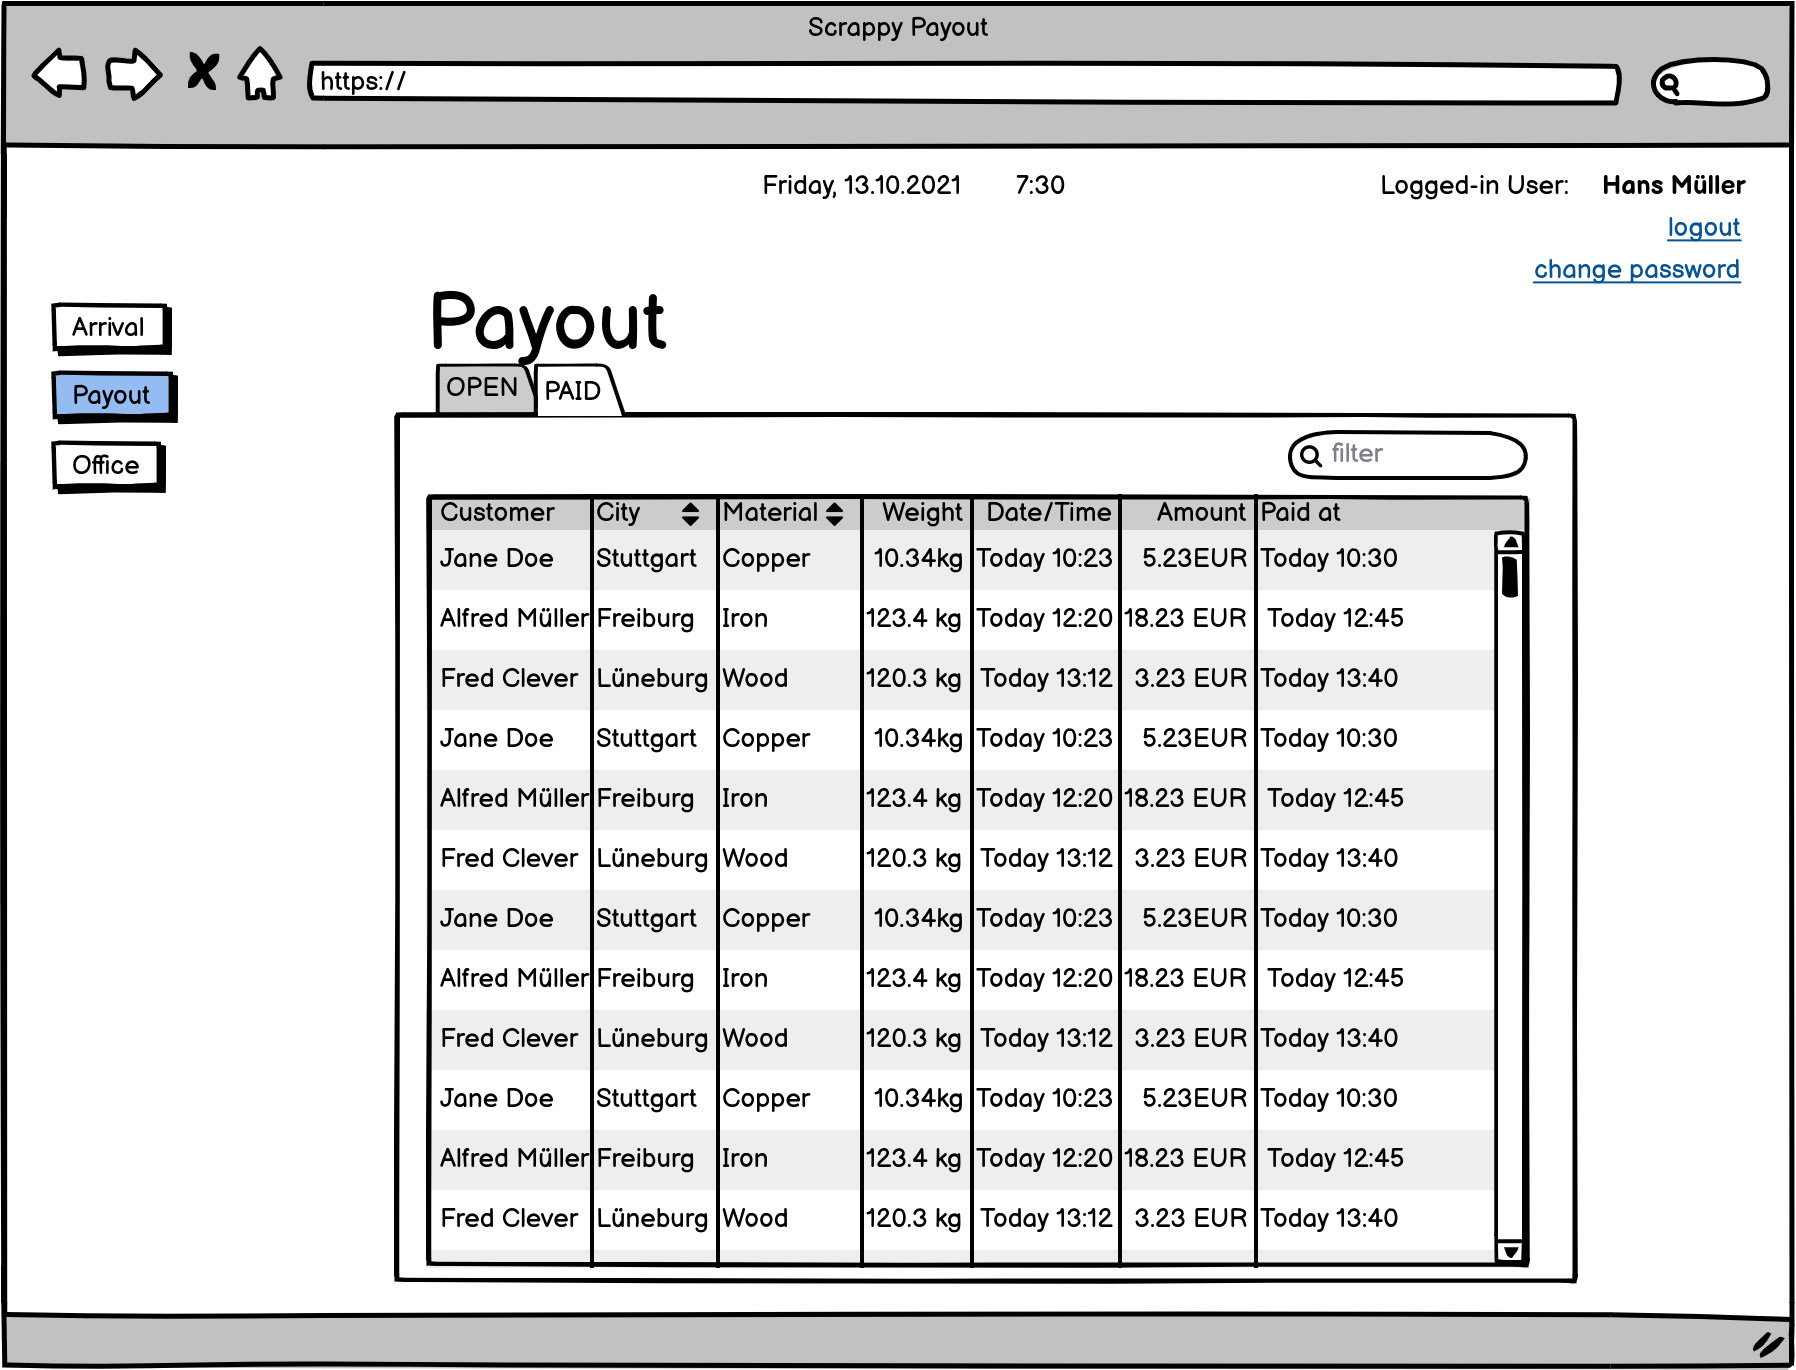 Scrappy Payout
https://
Friday, 13.10.2021 7:30 Logged-in User: Hans Müller
logout
change password
Arrival
Payout
Office
Payout
OPEN PAID
filter
Customer City Material Weight Date/Time Amount Paid at
Jane Doe Stuttgart Copper 10.34kg Today 10:23 5.23EUR Today 10:30
Alfred Müller Freiburg Iron 123.4 kg Today 12:20 18.23 EUR Today 12:45
Fred Clever Lüneburg Wood 120.3 kg Today 13:12 3.23 EUR Today 13:40
Jane Doe Stuttgart Copper 10.34kg Today 10:23 5.23EUR Today 10:30
Alfred Müller Freiburg Iron 123.4 kg Today 12:20 18.23 EUR Today 12:45
Fred Clever Lüneburg Wood 120.3 kg Today 13:12 3.23 EUR Today 13:40
Jane Doe Stuttgart Copper 10.34kg Today 10:23 5.23EUR Today 10:30
Alfred Müller Freiburg Iron 123.4 kg Today 12:20 18.23 EUR Today 12:45
Fred Clever Lüneburg Wood 120.3 kg Today 13:12 3.23 EUR Today 13:40
Jane Doe Stuttgart Copper 10.34kg Today 10:23 5.23EUR Today 10:30
Alfred Müller Freiburg Iron 123.4 kg Today 12:20 18.23 EUR Today 12:45
Fred Clever Lüneburg Wood 120.3 kg Today 13:12 3.23 EUR Today 13:40